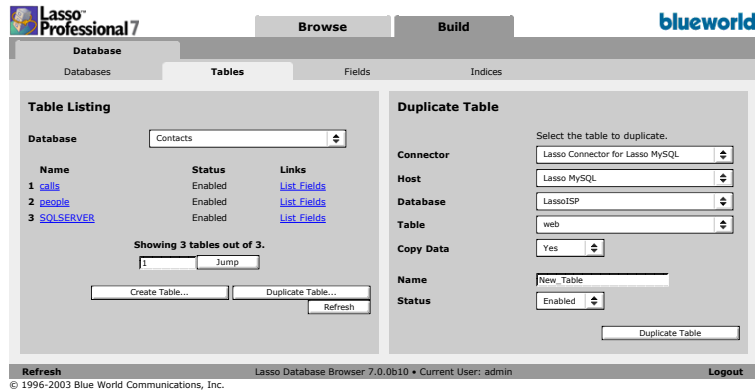 Lasso™
Professional 7
Browse
Build
blueworld
Database
Databases
Tables
Fields
Indices
Table Listing
Database Contacts
Name Status Links
1 calls Enabled List Fields
2 people Enabled List Fields
3 SQLSERVER Enabled List Fields
Showing 3 tables out of 3.
1 Jump
Create Table... Duplicate Table...
Refresh
Duplicate Table
Select the table to duplicate.
Connector Lasso Connector for Lasso MySQL
Host Lasso MySQL
Database LassoISP
Table web
Copy Data Yes
Name New_Table
Status Enabled
Duplicate Table
Refresh Lasso Database Browser 7.0.0b10 • Current User: admin Logout
© 1996-2003 Blue World Communications, Inc.